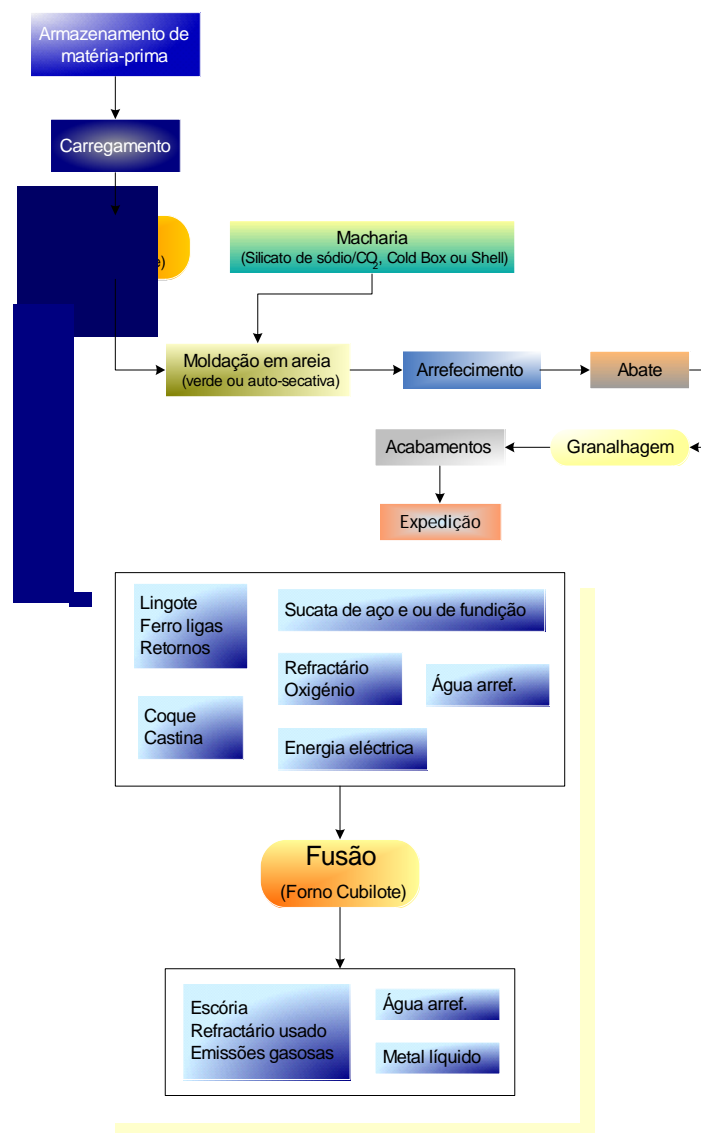 Armazenamento de
matéria-prima
Carregamento
Macharia
(Silicato de sódio/CO2, Cold Box ou Shell)
Moldação em areia
(verde ou auto-secativa)
Arrefecimento
Abate
Acabamentos
Granalhagem
Expedição
Lingote
Ferro ligas
Retornos
Sucata de aço e ou de fundição
Refractário
Oxigénio
Água arref.
Coque
Castina
Energia eléctrica
Fusão
(Forno Cubilote)
Escória
Refractário usado
Emissões gasosas
Água arref.
Metal líquido